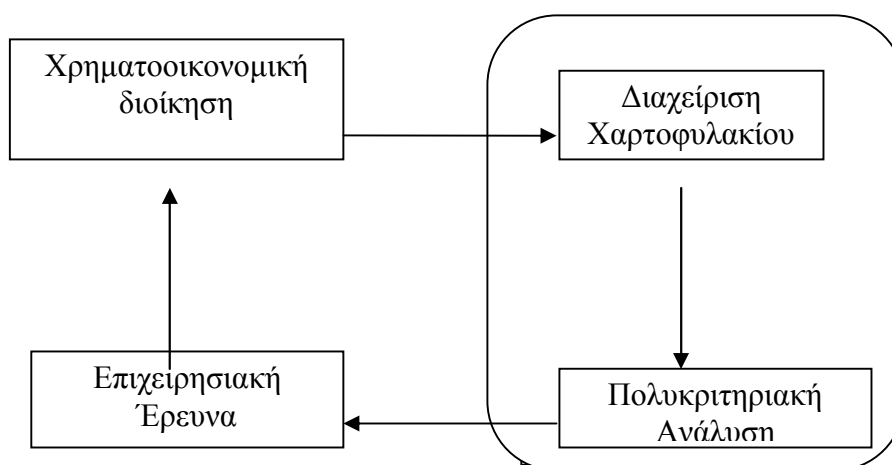 Χρηματοοικονομική
διοίκηση
Διαχείριση
Χαρτοφυλακίου
Επιχειρησιακή
Έρευνα
Πολυκριτηριακή
Ανάλυση